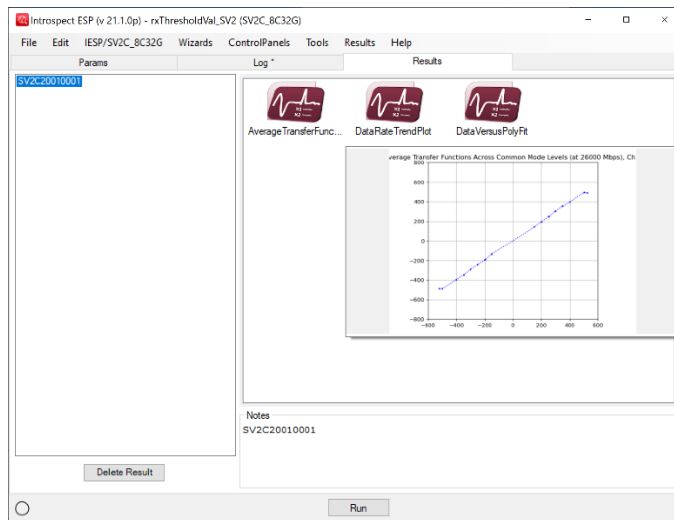 Introspect ESP (v 21.1.0p) - rxThresholdVal_SV2 (SV2C_8C32G)
File Edit IESP/SV2C_8C32G Wizards ControlPanels Tools Results Help
Params Log * Results
SV2C20010001
AverageTransferFunc... DataRateTrendPlot DataVersusPolyFit
verage Transfer Functions Across Common Mode Levels (at 26000 Mbps), Ch
800
600
400
200
0
-200
-400
-600
-800
-600 -400 -200 0 200 400 600
Notes
SV2C20010001
Delete Result
Run